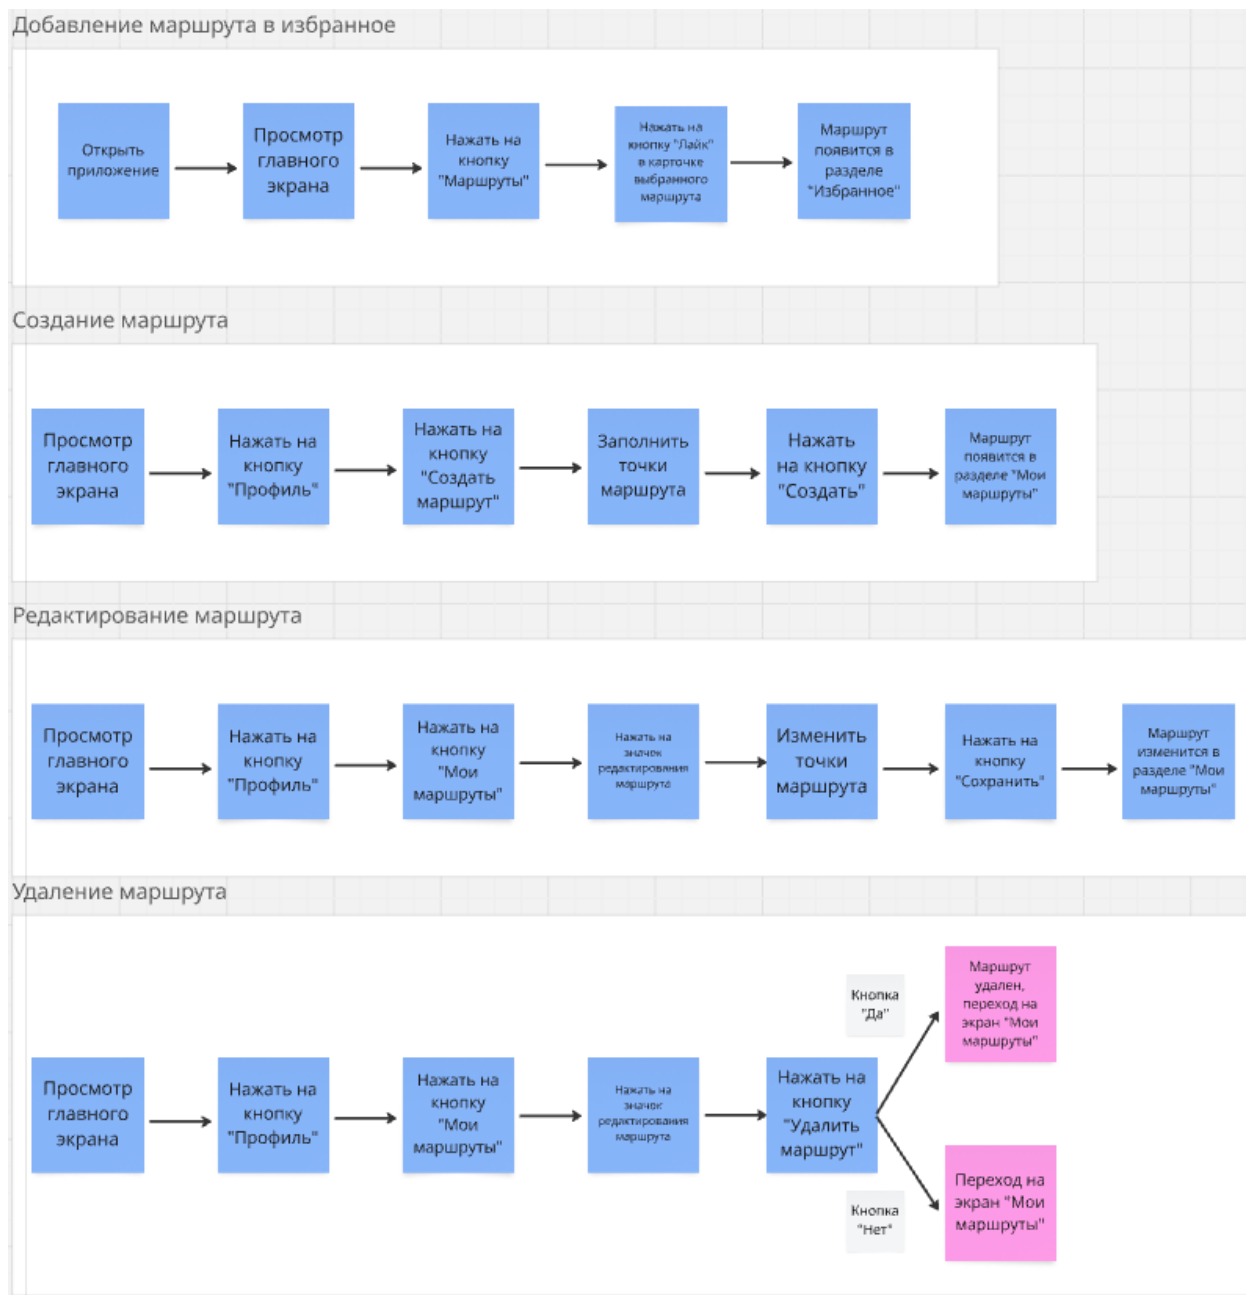 Добавление маршрута в избранное
Открыть
приложение
Просмотр
главного
экрана
Нажать на
кнопку
"Маршруты"
Нажать на
кнопку "Лайк"
в карточке
выбранного
маршрута
Маршрут
появится в
разделе
"Избранное"
Создание маршрута
Просмотр
главного
экрана
Нажать на
кнопку
"Профиль"
Нажать на
кнопку
"Создать
маршрут"
Заполнить
точки
маршрута
Нажать
на кнопку
"Создать"
Маршрут
появится в
разделе "Мои
маршруты"
Редактирование маршрута
Просмотр
главного
экрана
Нажать на
кнопку
"Профиль"
Нажать на
кнопку
"Мои
маршруты"
Нажать на
значок
редактирования
маршрута
Изменить
точки
маршрута
Нажать на
кнопку
"Сохранить"
Маршрут
изменится в
разделе "Мои
маршруты"
Удаление маршрута
Просмотр
главного
экрана
Нажать на
кнопку
"Профиль"
Нажать на
кнопку
"Мои
маршруты"
Нажать на
значок
редактирования
маршрута
Нажать на
кнопку
"Удалить
маршрут"
Кнопка
"Да"
Маршрут
удален,
переход на
экран "Мои
маршруты"
Кнопка
"Нет"
Переход на
экран "Мои
маршруты"